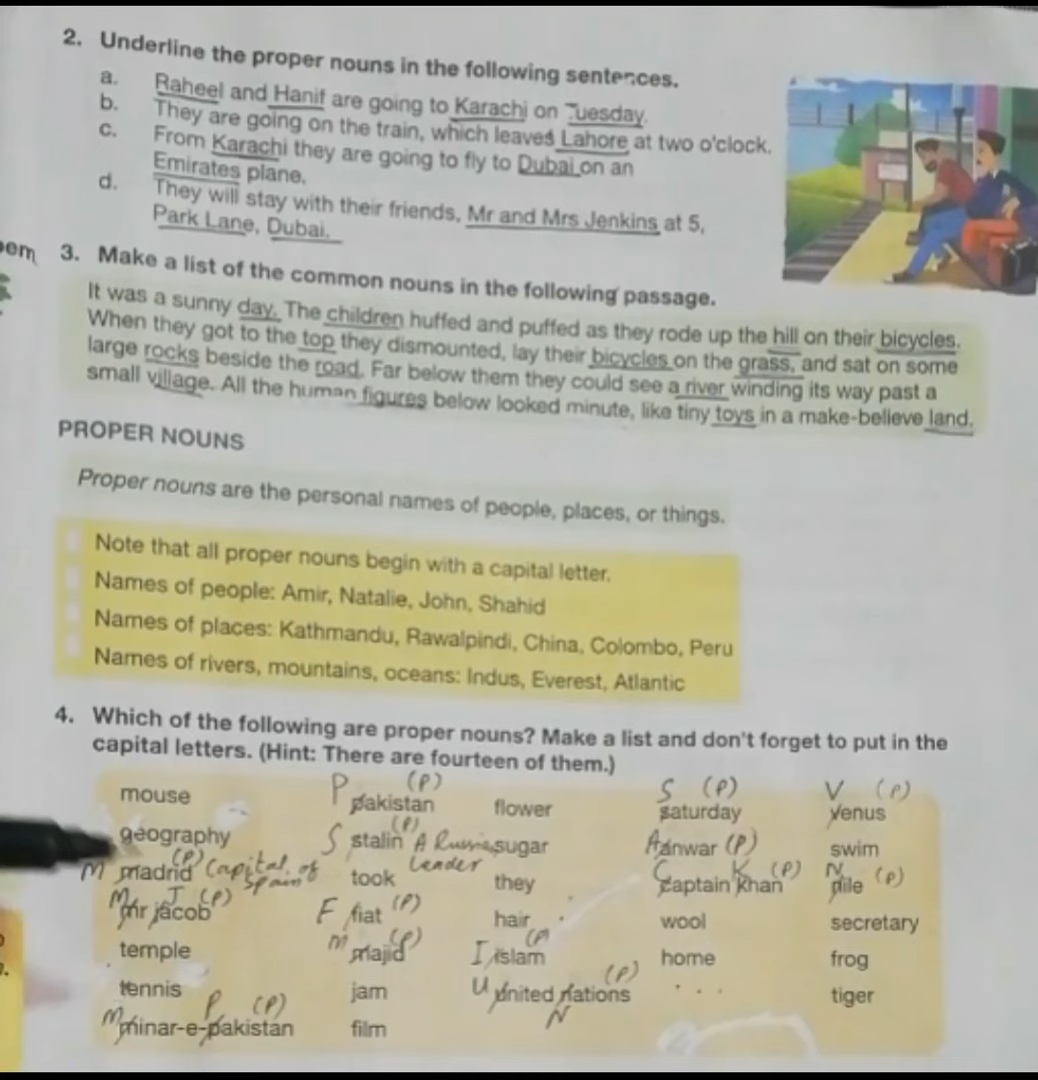 2. Underline the proper nouns in the following sentences.
a. Raheel and Hanif are going to Karachi on Tuesday.
b. They are going on the train, which leaves Lahore at two o'clock.
c. From Karachi they are going to fly to Dubai on an
Emirates plane.
d. They will stay with their friends, Mr and Mrs Jenkins at 5,
Park Lane, Dubai.
em
3. Make a list of the common nouns in the following passage.
It was a sunny day. The children huffed and puffed as they rode up the hill on their bicycles.
When they got to the top they dismounted, lay their bicycles on the grass, and sat on some
large rocks beside the road. Far below them they could see a river winding its way past a
small village. All the human figures below looked minute, like tiny toys in a make-believe land.
PROPER NOUNS
Proper nouns are the personal names of people, places, or things.
Note that all proper nouns begin with a capital letter.
Names of people: Amir, Natalie, John, Shahid
Names of places: Kathmandu, Rawalpindi, China, Colombo, Peru
Names of rivers, mountains, oceans: Indus, Everest, Atlantic
4. Which of the following are proper nouns? Make a list and don't forget to put in the
capital letters. (Hint: There are fourteen of them.)
P (P) S (P) V (P)
mouse pakistan flower saturday venus
geography S stalin (P) A Russia sugar A anwar (P) swim
M madrid (P) Capital of Spain took Leader they C captain K khan (P) N nile (P)
M mr J jacob (P) F fiat (P) hair wool secretary
temple M majid (P) I islam (P) home frog
tennis jam U united N nations (P) . . . tiger
M minar-e-P pakistan (P) film